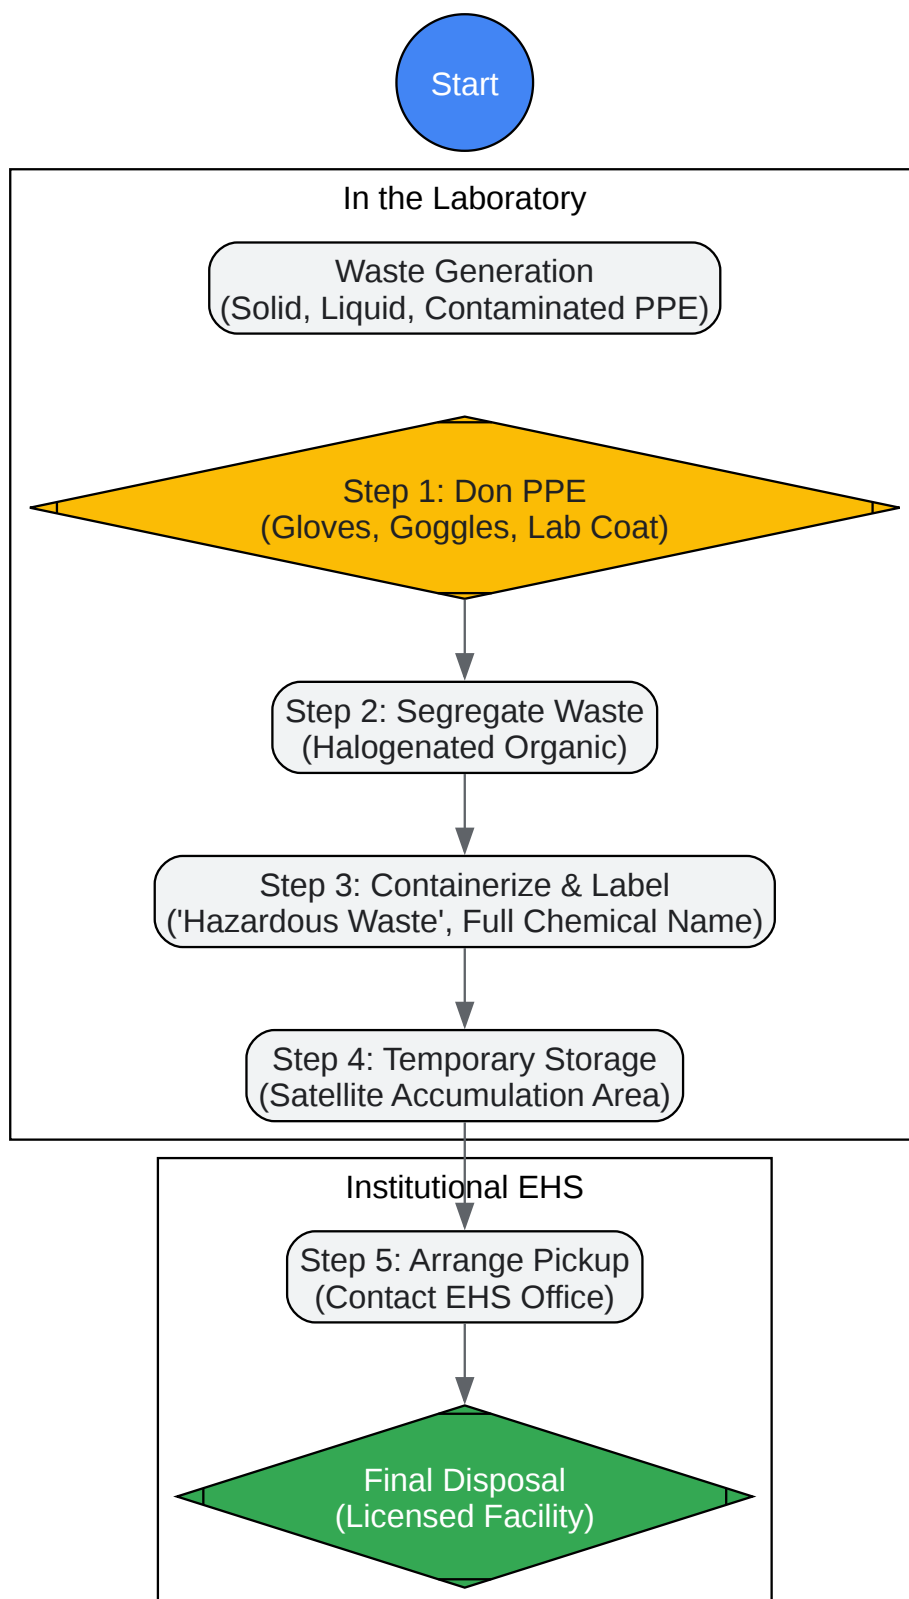 Start
In the Laboratory
Waste Generation
(Solid, Liquid, Contaminated PPE)
Step 1: Don PPE
(Gloves, Goggles, Lab Coat)
Step 2: Segregate Waste
(Halogenated Organic)
Step 3: Containerize & Label
('Hazardous Waste', Full Chemical Name)
Step 4: Temporary Storage
(Satellite Accumulation Area)
Institutional EHS
Step 5: Arrange Pickup
(Contact EHS Office)
Final Disposal
(Licensed Facility)